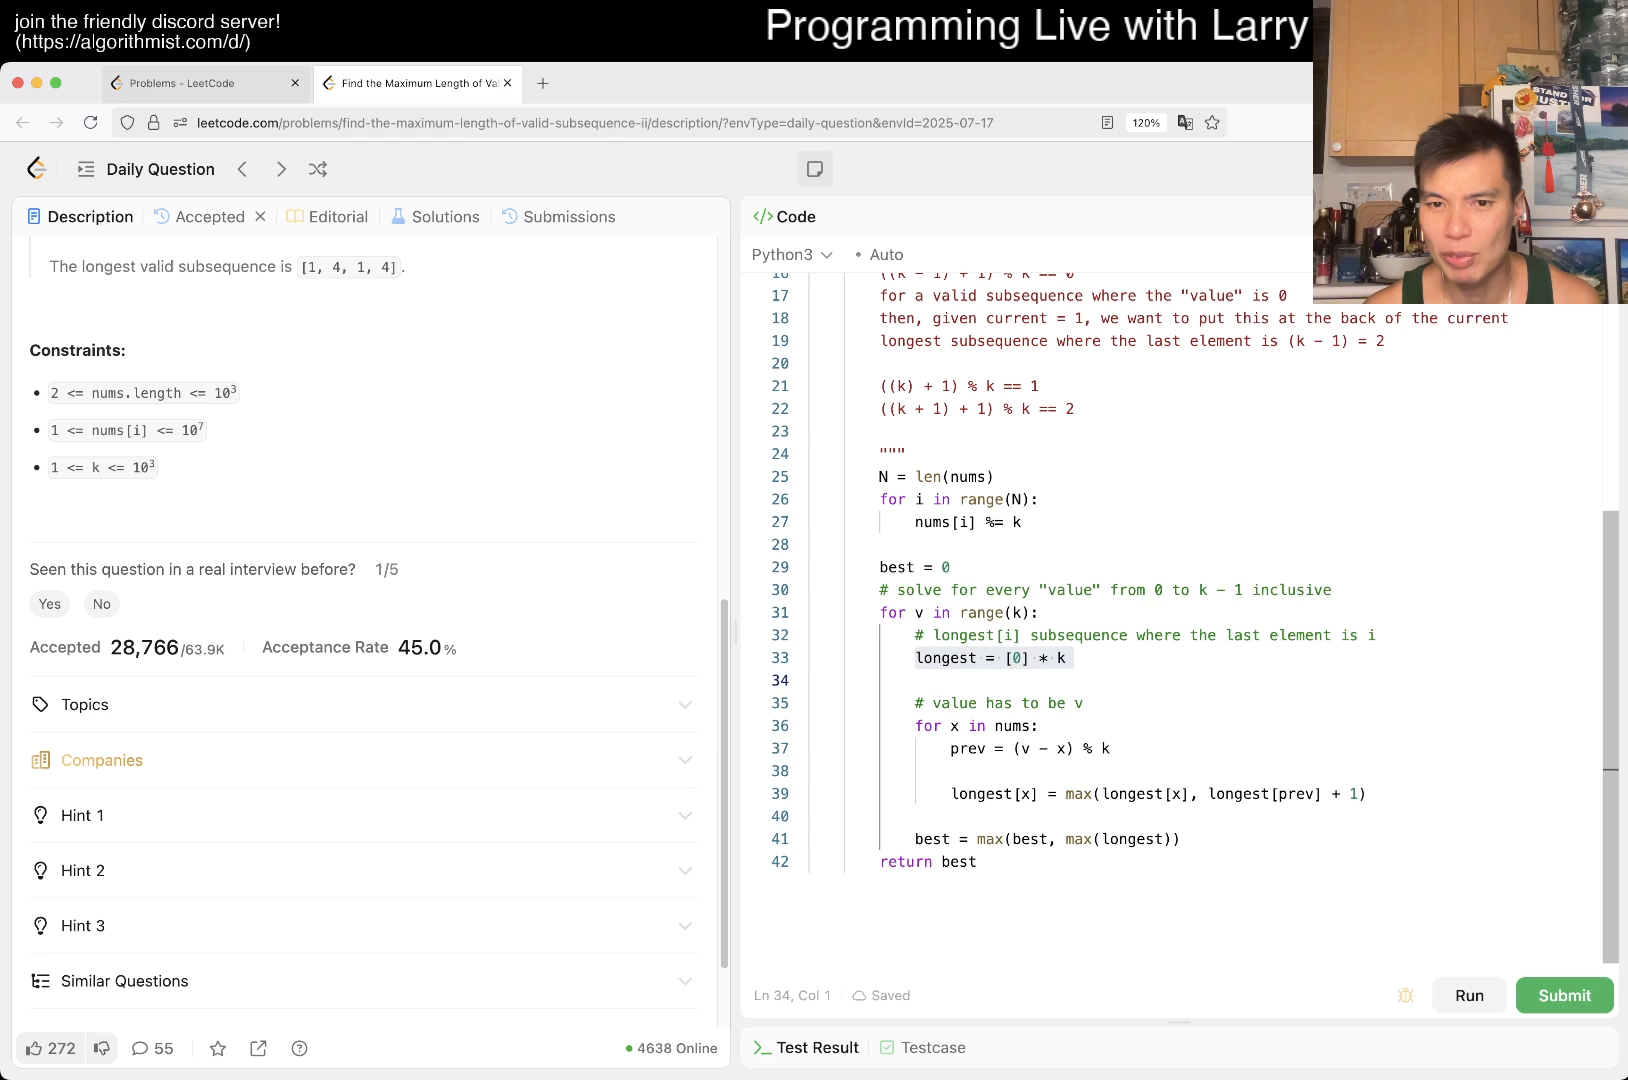 join the friendly discord server!
(https://algorithmist.com/d/)
Programming Live with Larry
Problems - LeetCode
Find the Maximum Length of Val
leetcode.com/problems/find-the-maximum-length-of-valid-subsequence-ii/description/?envType=daily-question&envId=2025-07-17
120%
Daily Question
Description
Accepted
Editorial
Solutions
Submissions
The longest valid subsequence is [1, 4, 1, 4].
Constraints:
2 <= nums.length <= 10³
1 <= nums[i] <= 10⁷
1 <= k <= 10³
Seen this question in a real interview before? 1/5
Yes
No
Accepted 28,766/63.9K
Acceptance Rate 45.0%
Topics
Companies
Hint 1
Hint 2
Hint 3
Similar Questions
272
55
4638 Online
</> Code
Python3
Auto
16 ((k - 1) + 1) % k == 0
17 for a valid subsequence where the "value" is 0
18 then, given current = 1, we want to put this at the back of the current
19 longest subsequence where the last element is (k - 1) = 2
20
21 ((k) + 1) % k == 1
22 ((k + 1) + 1) % k == 2
23
24 """
25 N = len(nums)
26 for i in range(N):
27 nums[i] %= k
28
29 best = 0
30 # solve for every "value" from 0 to k - 1 inclusive
31 for v in range(k):
32 # longest[i] subsequence where the last element is i
33 longest = [0] * k
34
35 # value has to be v
36 for x in nums:
37 prev = (v - x) % k
38
39 longest[x] = max(longest[x], longest[prev] + 1)
40
41 best = max(best, max(longest))
42 return best
Ln 34, Col 1
Saved
Run
Submit
Test Result
Testcase